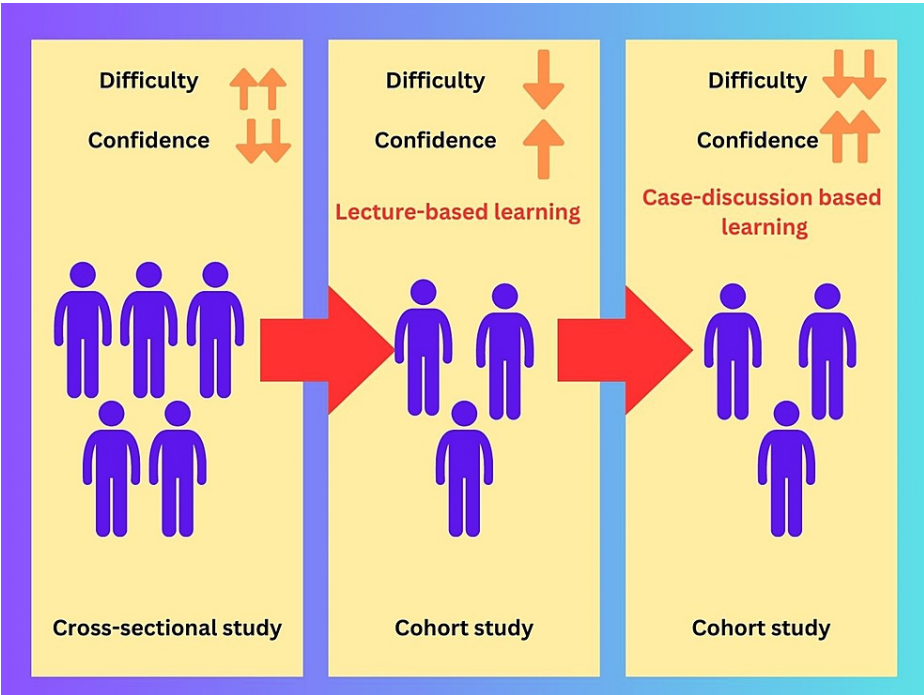 Difficulty
Confidence
Cross-sectional study
Difficulty
Confidence
Lecture-based learning
Cohort study
Difficulty
Confidence
Case-discussion based
learning
Cohort study